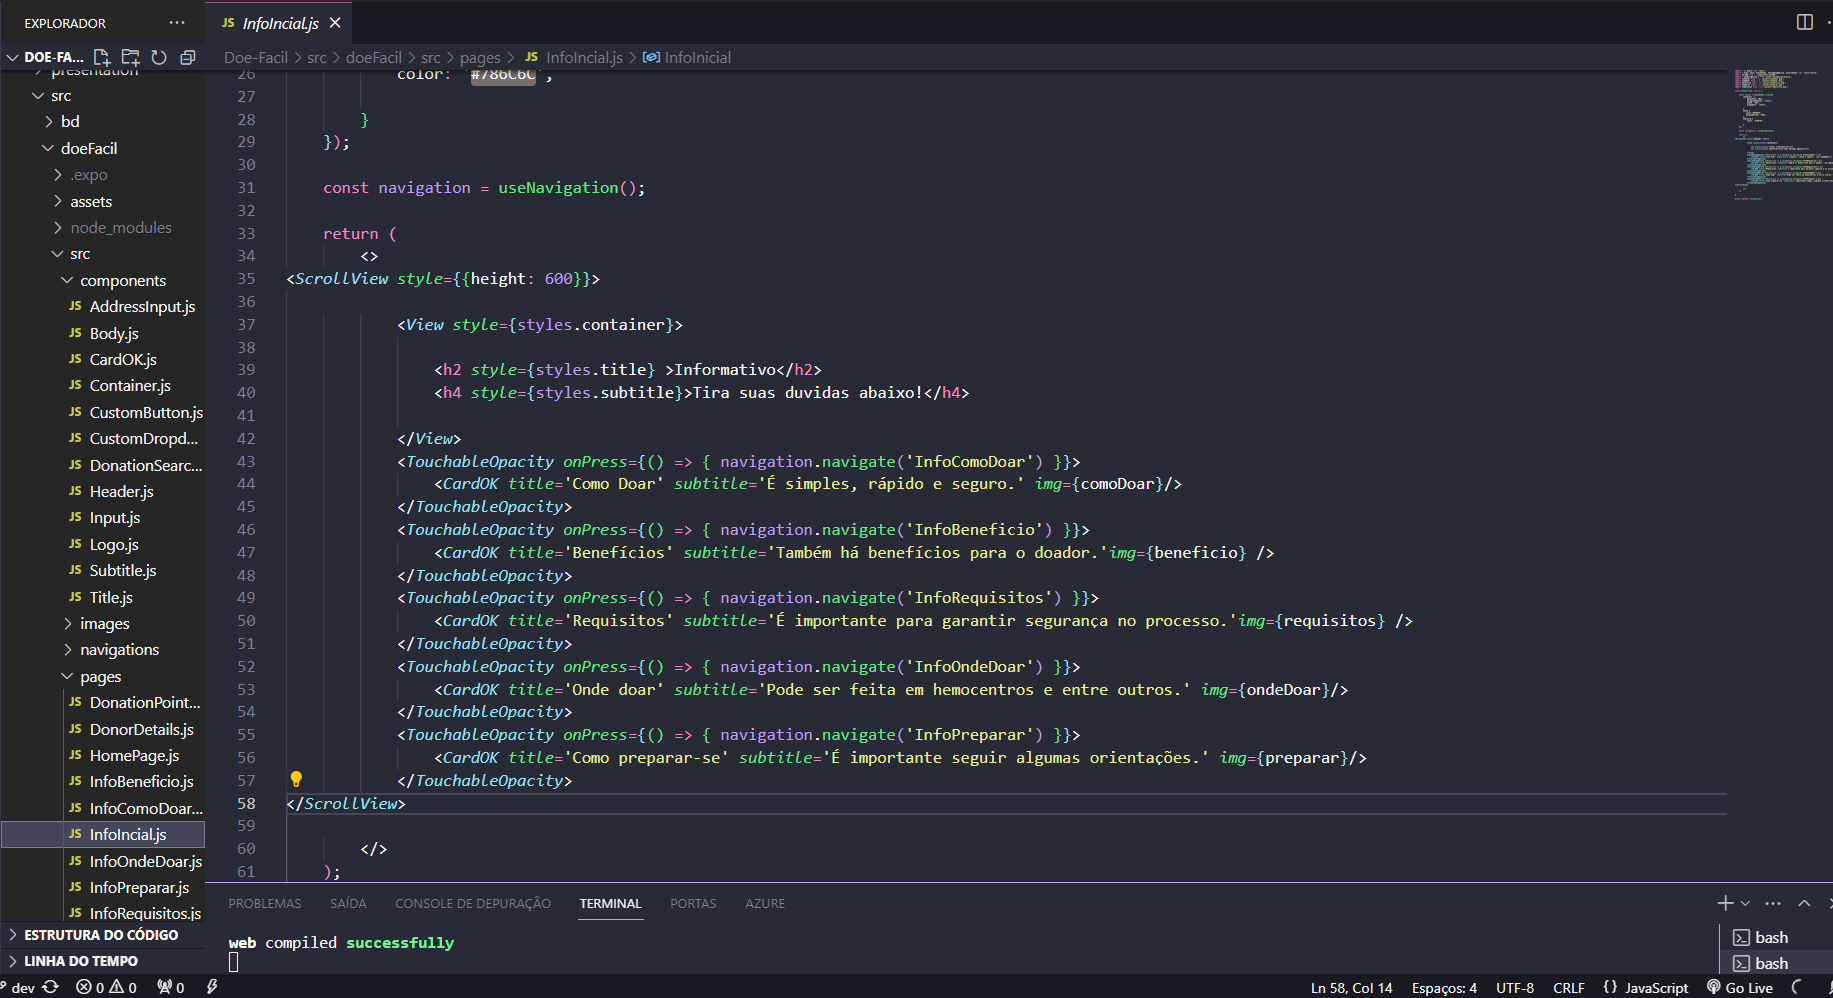 EXPLORADOR ···
JS InfoIncial.js ×
DOE-FA...
Doe-Facil > src > doeFacil > src > pages > JS InfoIncial.js > InfoInicial
presentation
src
bd
doeFacil
.expo
assets
node_modules
src
components
JS AddressInput.js
JS Body.js
JS CardOK.js
JS Container.js
JS CustomButton.js
JS CustomDropd...
JS DonationSearc...
JS Header.js
JS Input.js
JS Logo.js
JS Subtitle.js
JS Title.js
images
navigations
pages
JS DonationPoint...
JS DonorDetails.js
JS HomePage.js
JS InfoBeneficio.js
JS InfoComoDoar...
JS InfoIncial.js
JS InfoOndeDoar.js
JS InfoPreparar.js
JS InfoRequisitos.js
ESTRUTURA DO CÓDIGO
LINHA DO TEMPO
26 color: '#786C6C',
27
28 }
29 });
30
31 const navigation = useNavigation();
32
33 return (
34 <>
35 <ScrollView style={{height: 600}}>
36
37 <View style={styles.container}>
38
39 <h2 style={styles.title} >Informativo</h2>
40 <h4 style={styles.subtitle}>Tira suas duvidas abaixo!</h4>
41
42 </View>
43 <TouchableOpacity onPress={() => { navigation.navigate('InfoComoDoar') }}>
44 <CardOK title='Como Doar' subtitle='É simples, rápido e seguro.' img={comoDoar}/>
45 </TouchableOpacity>
46 <TouchableOpacity onPress={() => { navigation.navigate('InfoBeneficio') }}>
47 <CardOK title='Benefícios' subtitle='Também há benefícios para o doador.'img={beneficio} />
48 </TouchableOpacity>
49 <TouchableOpacity onPress={() => { navigation.navigate('InfoRequisitos') }}>
50 <CardOK title='Requisitos' subtitle='É importante para garantir segurança no processo.'img={requisitos} />
51 </TouchableOpacity>
52 <TouchableOpacity onPress={() => { navigation.navigate('InfoOndeDoar') }}>
53 <CardOK title='Onde doar' subtitle='Pode ser feita em hemocentros e entre outros.' img={ondeDoar}/>
54 </TouchableOpacity>
55 <TouchableOpacity onPress={() => { navigation.navigate('InfoPreparar') }}>
56 <CardOK title='Como preparar-se' subtitle='É importante seguir algumas orientações.' img={preparar}/>
57 </TouchableOpacity>
58 </ScrollView>
59
60 </>
61 );
PROBLEMAS SAÍDA CONSOLE DE DEPURAÇÃO TERMINAL PORTAS AZURE
web compiled successfully
bash
bash
dev 0 0 0 Ln 58, Col 14 Espaços: 4 UTF-8 CRLF {} JavaScript Go Live